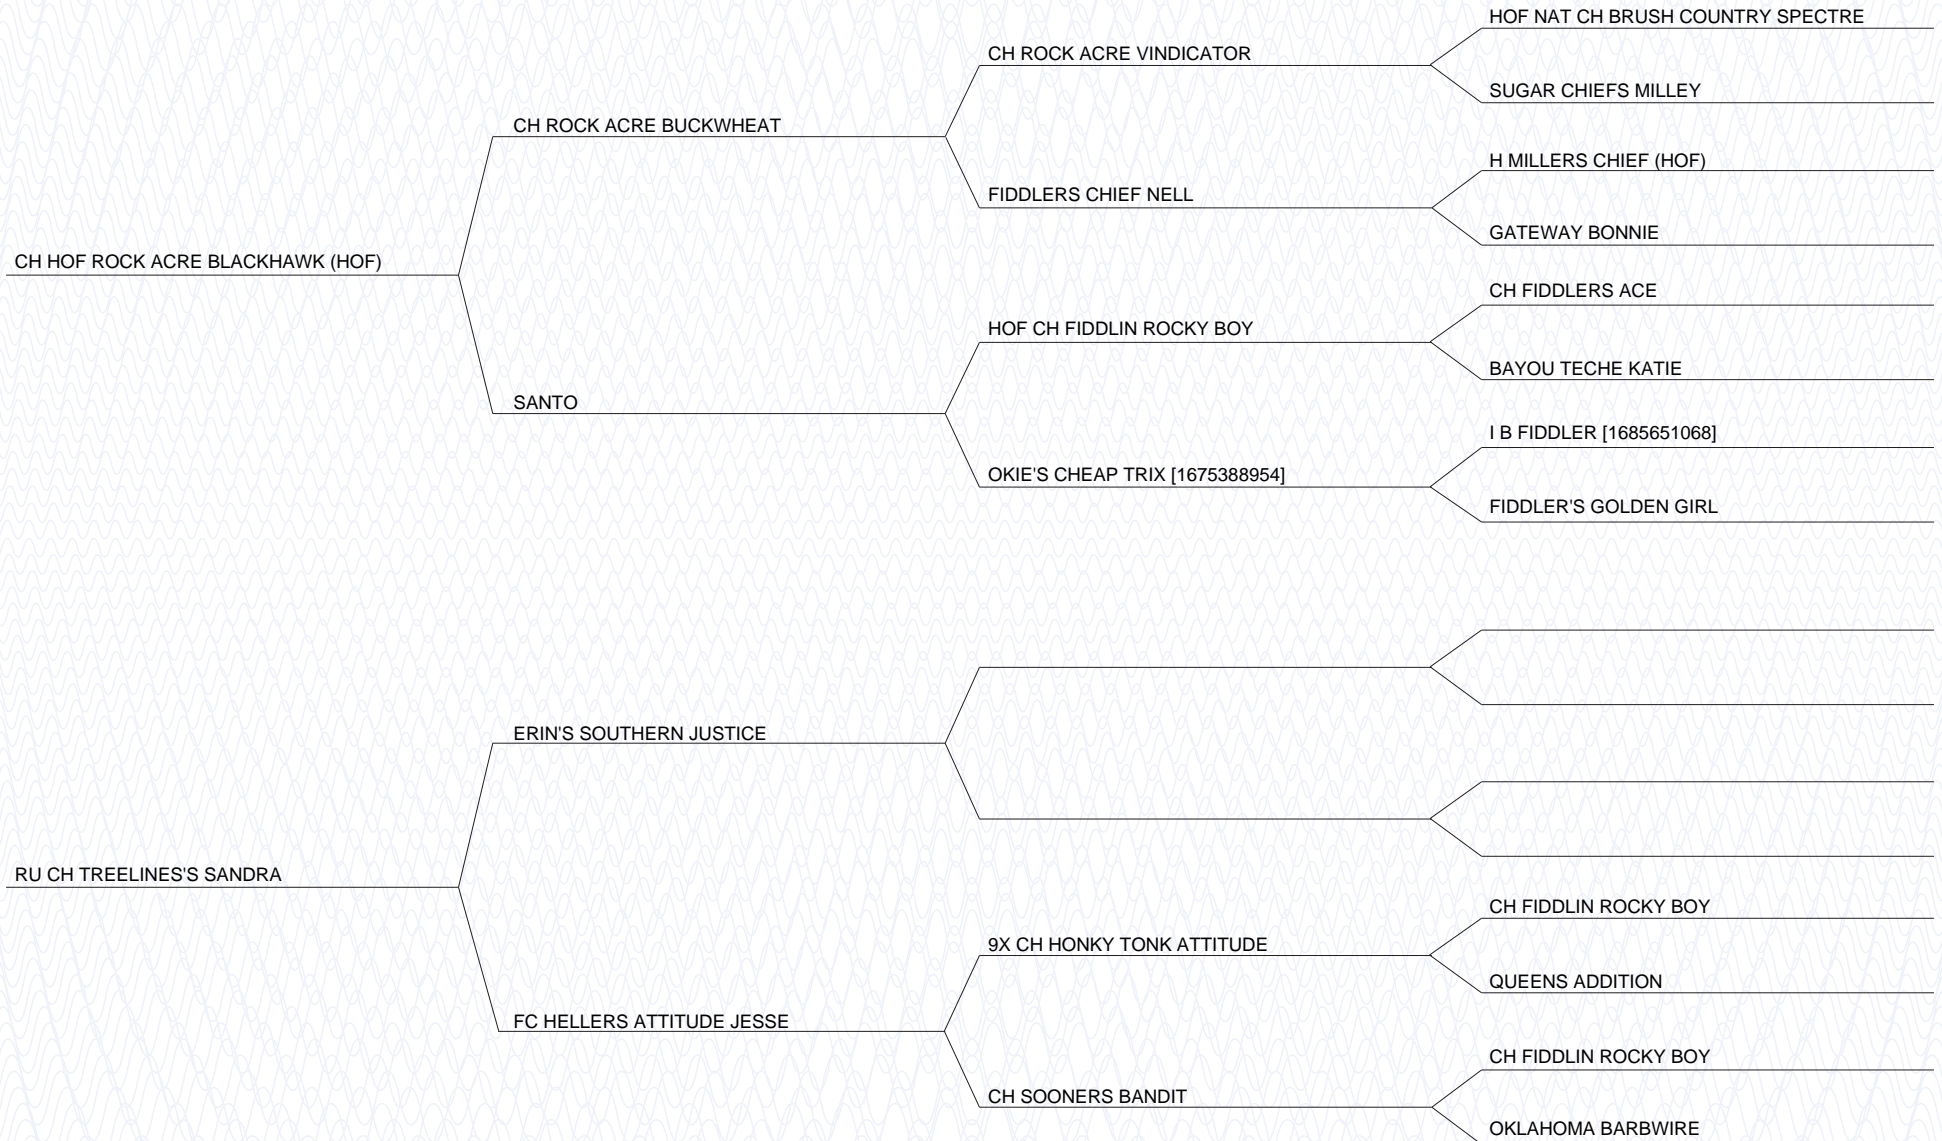 HOF NAT CH BRUSH COUNTRY SPECTRE
CH ROCK ACRE VINDICATOR
SUGAR CHIEFS MILLEY
CH ROCK ACRE BUCKWHEAT
H MILLERS CHIEF (HOF)
FIDDLERS CHIEF NELL
GATEWAY BONNIE
CH HOF ROCK ACRE BLACKHAWK (HOF)
CH FIDDLERS ACE
HOF CH FIDDLIN ROCKY BOY
BAYOU TECHE KATIE
SANTO
I B FIDDLER [1685651068]
OKIE'S CHEAP TRIX [1675388954]
FIDDLER'S GOLDEN GIRL
ERIN'S SOUTHERN JUSTICE
RU CH TREELINES'S SANDRA
CH FIDDLIN ROCKY BOY
9X CH HONKY TONK ATTITUDE
QUEENS ADDITION
FC HELLERS ATTITUDE JESSE
CH FIDDLIN ROCKY BOY
CH SOONERS BANDIT
OKLAHOMA BARBWIRE